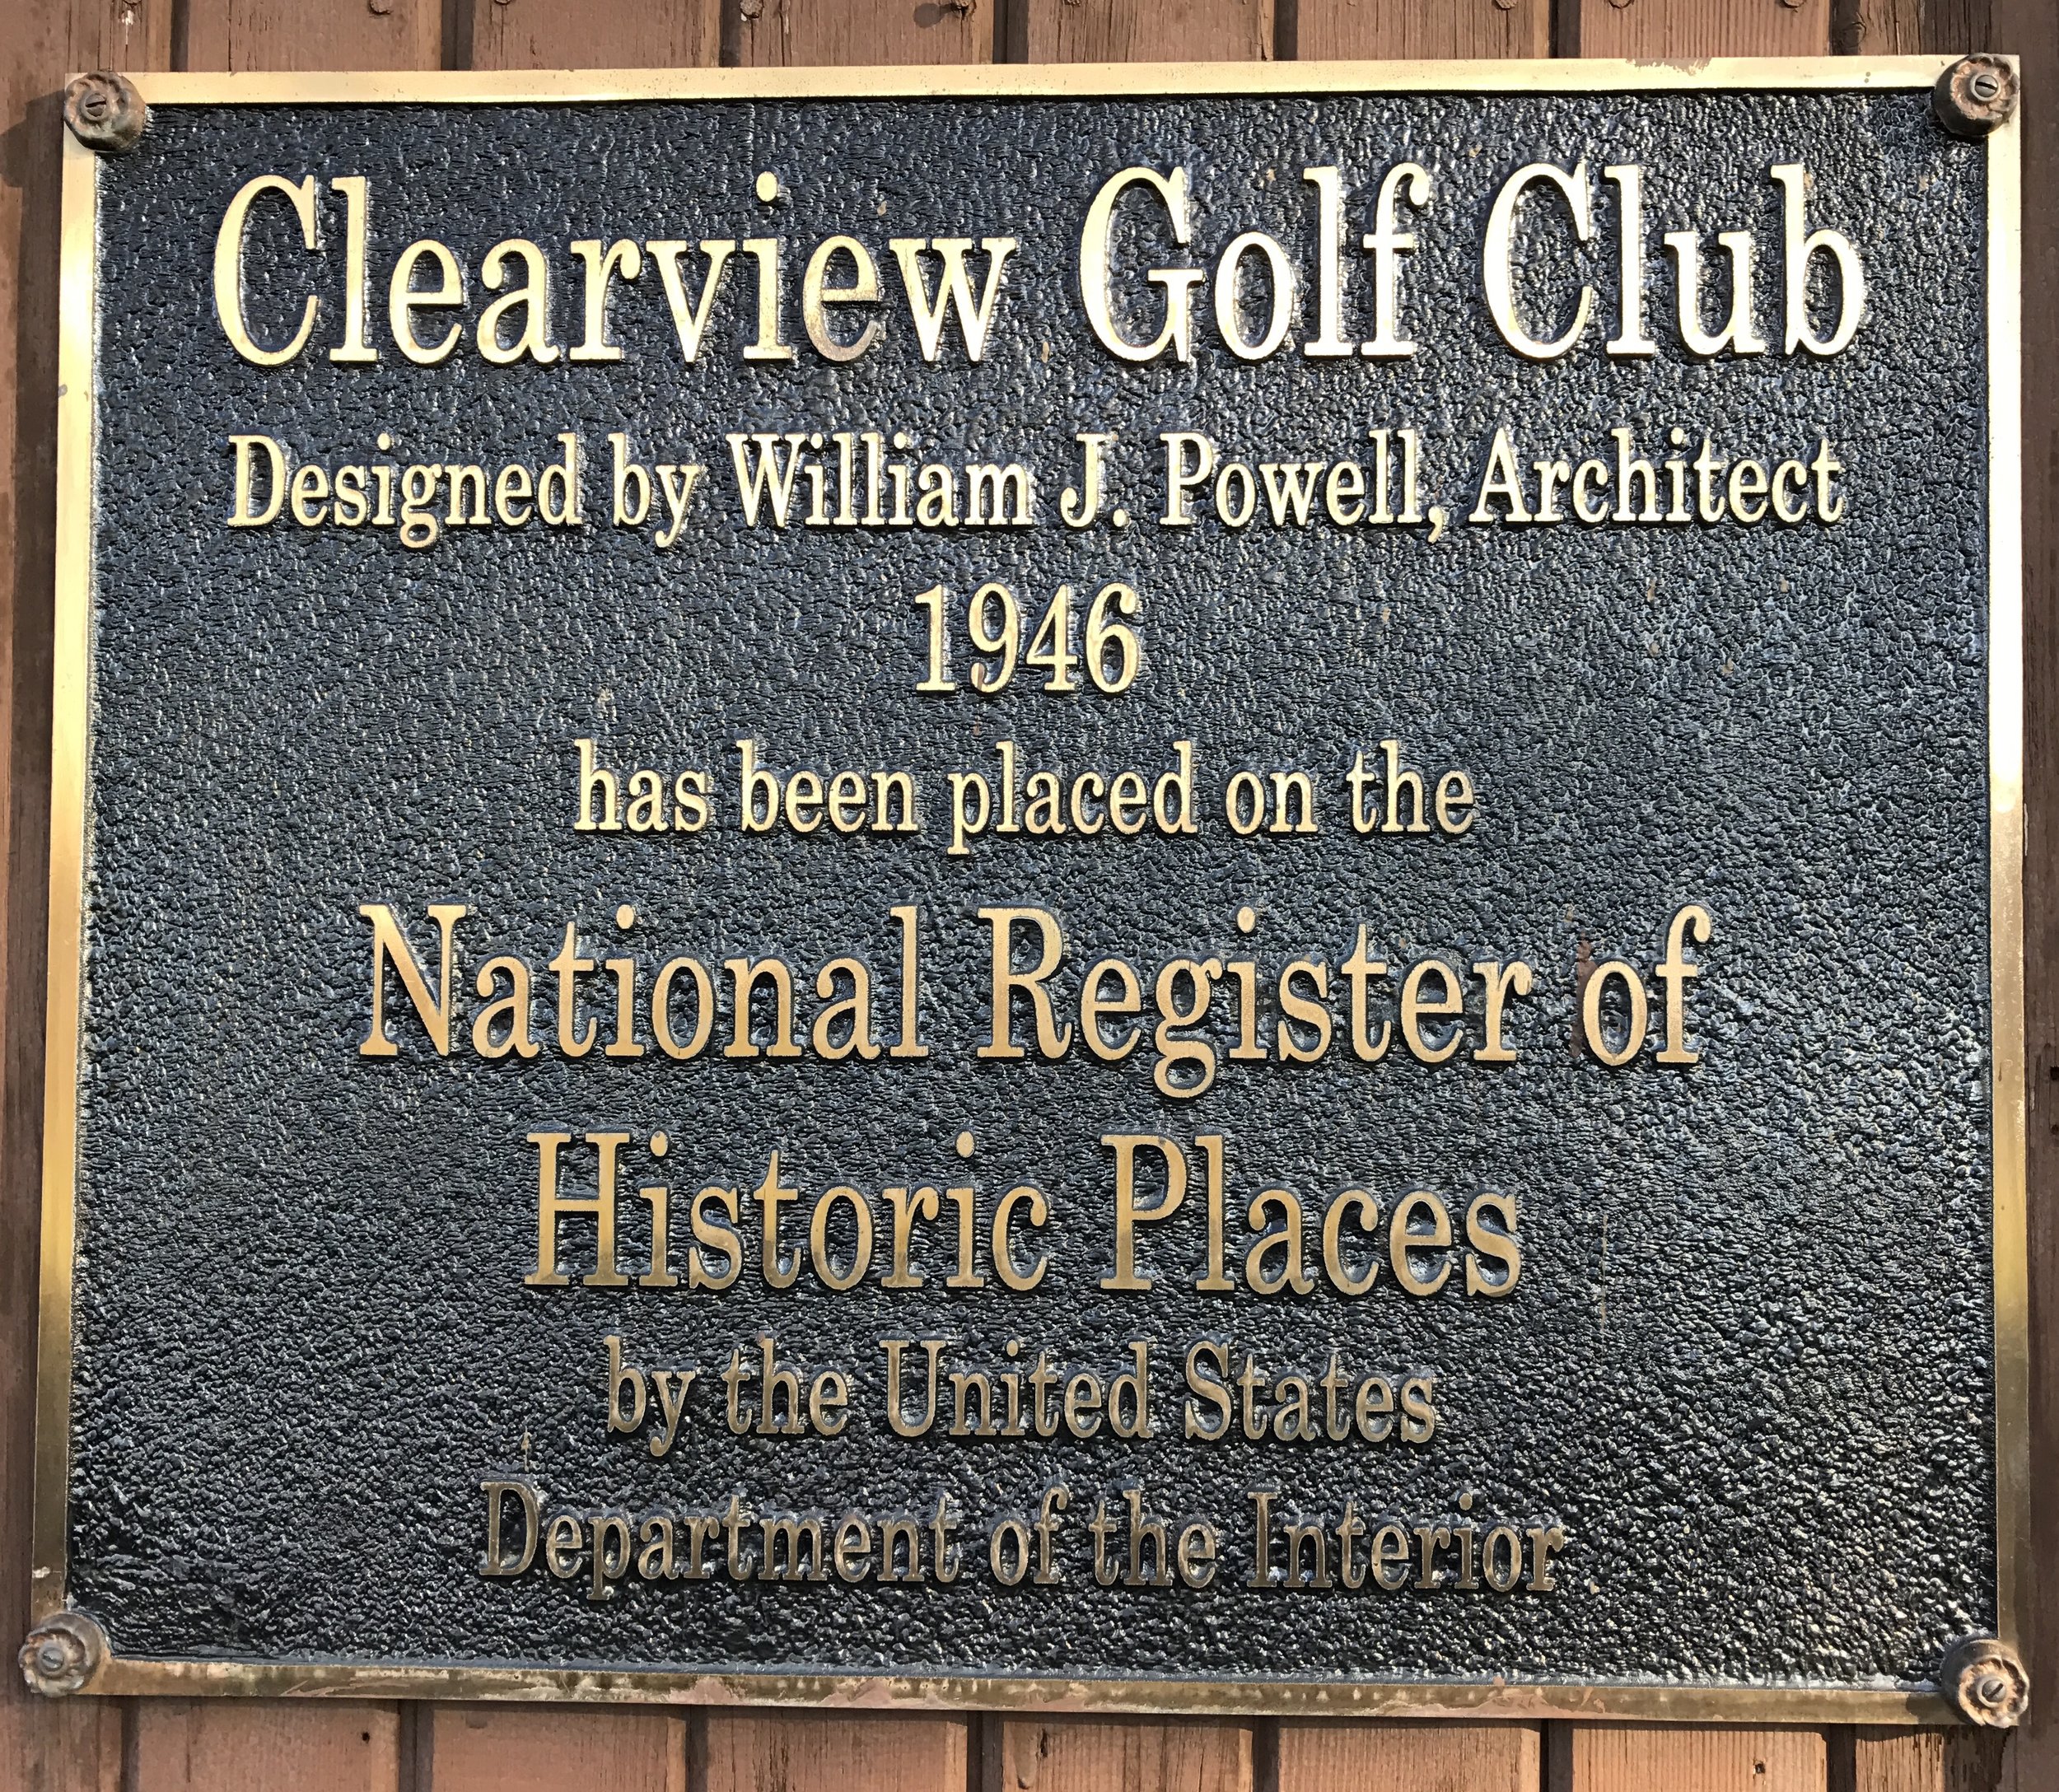 Clearview Golf Club
Designed by William J. Powell, Architect
1946
has been placed on the
National Register of
Historic Places
by the United States
Department of the Interior